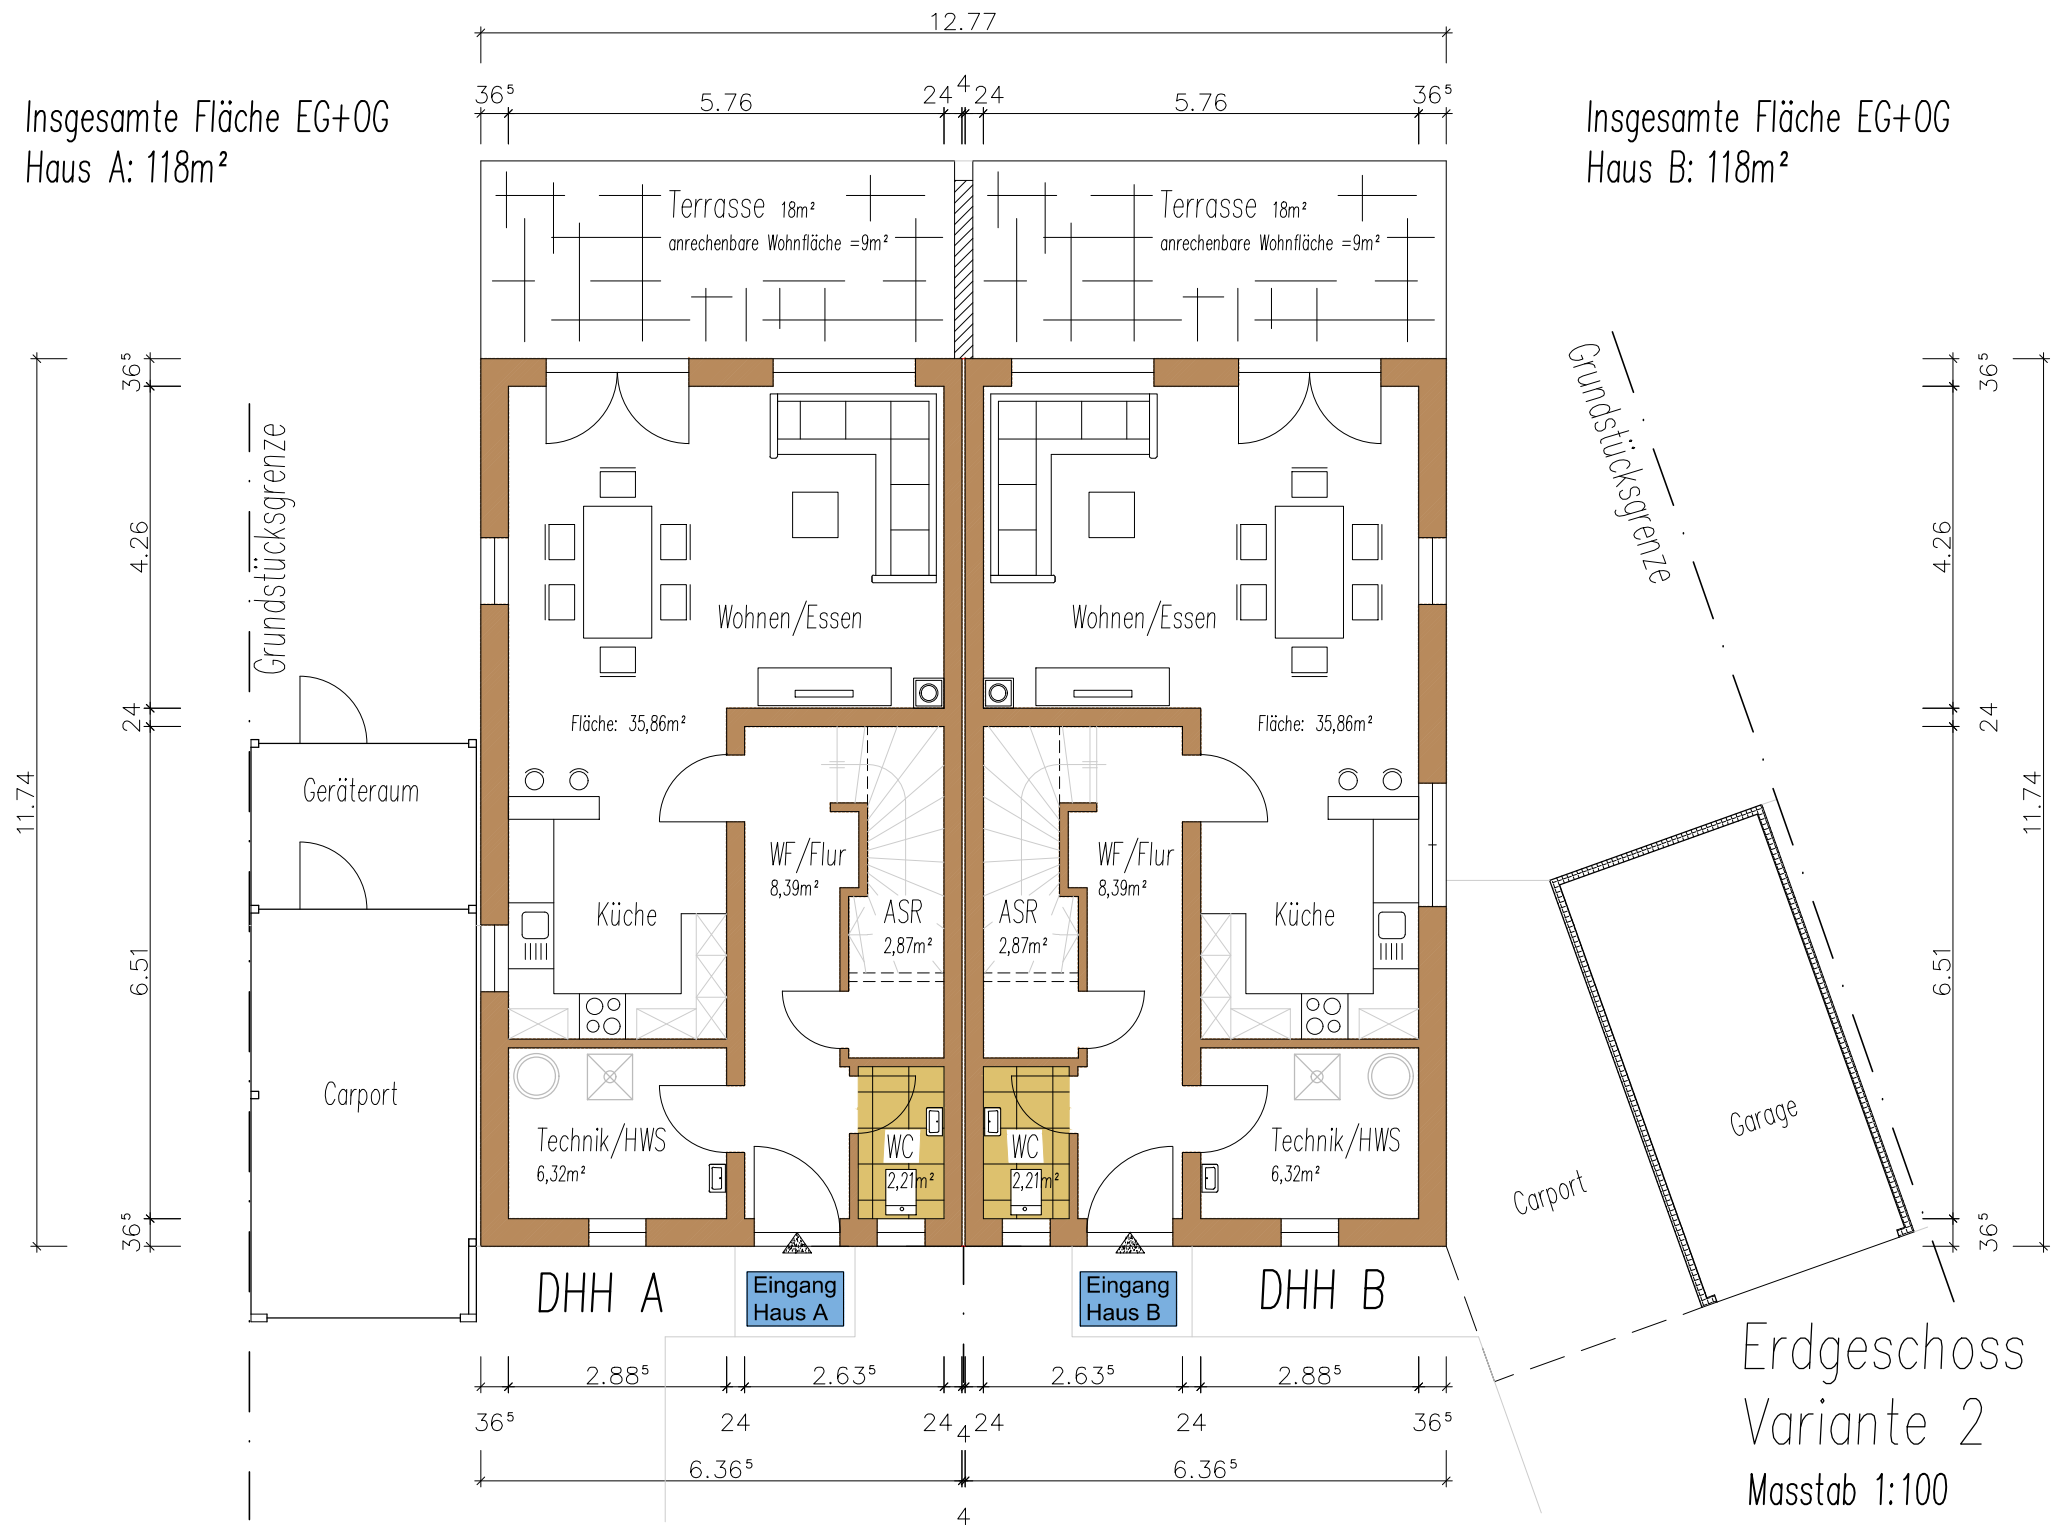 12.77
36⁵ 5.76 24 4 24 5.76 36⁵
Insgesamte Fläche EG+OG
Haus A: 118m²
Insgesamte Fläche EG+OG
Haus B: 118m²
Terrasse 18m²
anrechenbare Wohnfläche =9m²
Terrasse 18m²
anrechenbare Wohnfläche =9m²
36⁵
4.26
24
6.51
36⁵
11.74
Grundstücksgrenze
Geräteraum
Carport
Wohnen/Essen
Fläche: 35,86m²
Küche
WF/Flur
8,39m²
ASR
2,87m²
Technik/HWS
6,32m²
WC
2,21m²
Wohnen/Essen
Fläche: 35,86m²
WF/Flur
8,39m²
ASR
2,87m²
Küche
WC
2,21m²
Technik/HWS
6,32m²
Grundstücksgrenze
Garage
Carport
36⁵
4.26
24
6.51
36⁵
11.74
DHH A
Eingang
Haus A
Eingang
Haus B
DHH B
2.88⁵ 2.63⁵ 2.63⁵ 2.88⁵
36⁵ 24 24 4 24 24 36⁵
6.36⁵ 6.36⁵
4
Erdgeschoss
Variante 2
Masstab 1:100